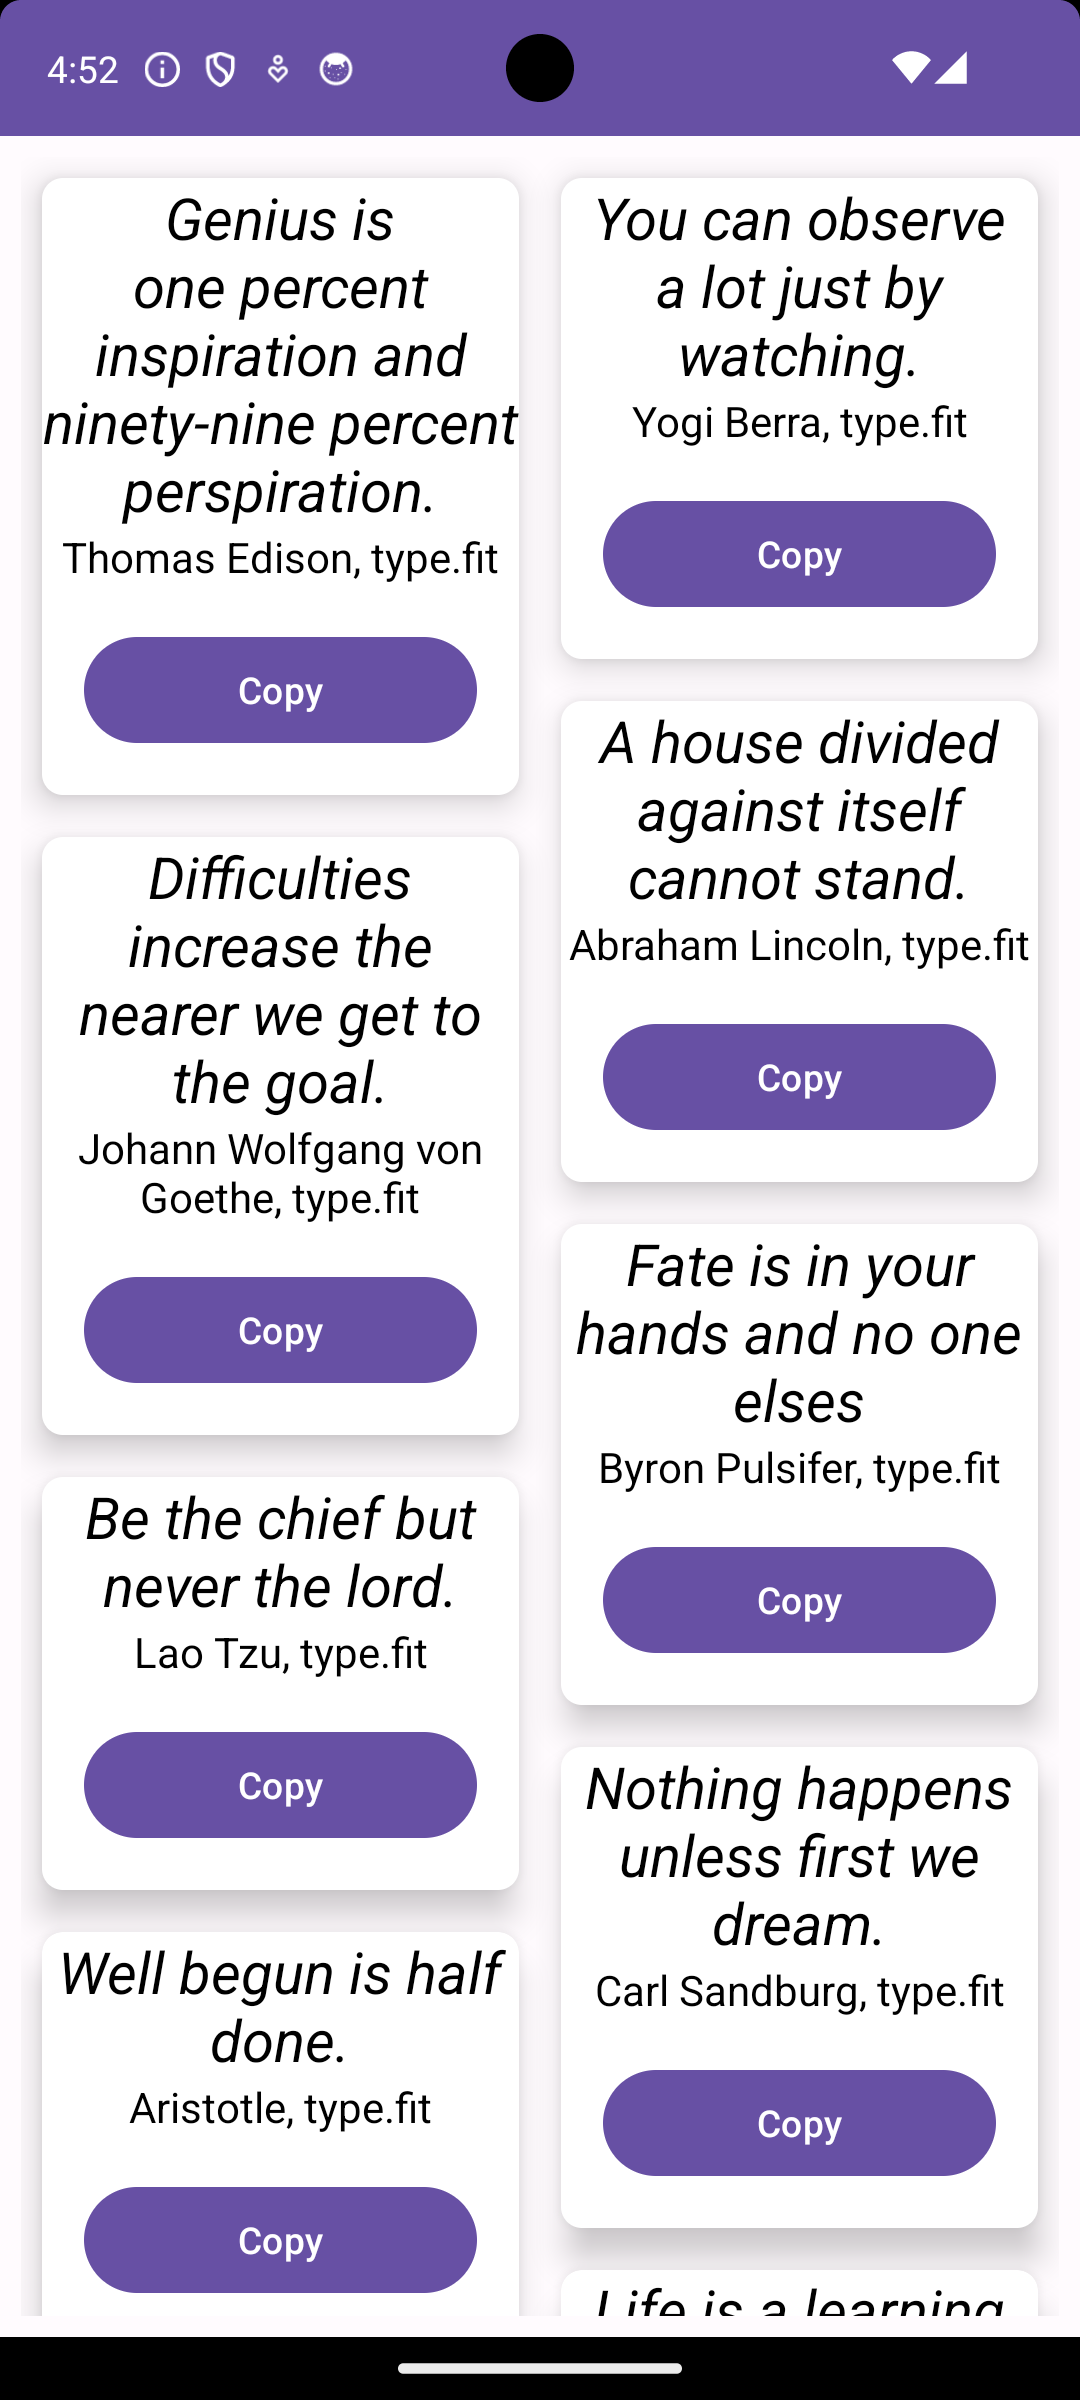 4:52
Genius is
one percent
inspiration and
ninety-nine percent
perspiration.
Thomas Edison, type.fit
Copy
Difficulties
increase the
nearer we get to
the goal.
Johann Wolfgang von
Goethe, type.fit
Copy
Be the chief but
never the lord.
Lao Tzu, type.fit
Copy
Well begun is half
done.
Aristotle, type.fit
Copy
You can observe
a lot just by
watching.
Yogi Berra, type.fit
Copy
A house divided
against itself
cannot stand.
Abraham Lincoln, type.fit
Copy
Fate is in your
hands and no one
elses
Byron Pulsifer, type.fit
Copy
Nothing happens
unless first we
dream.
Carl Sandburg, type.fit
Copy
Life is a learning